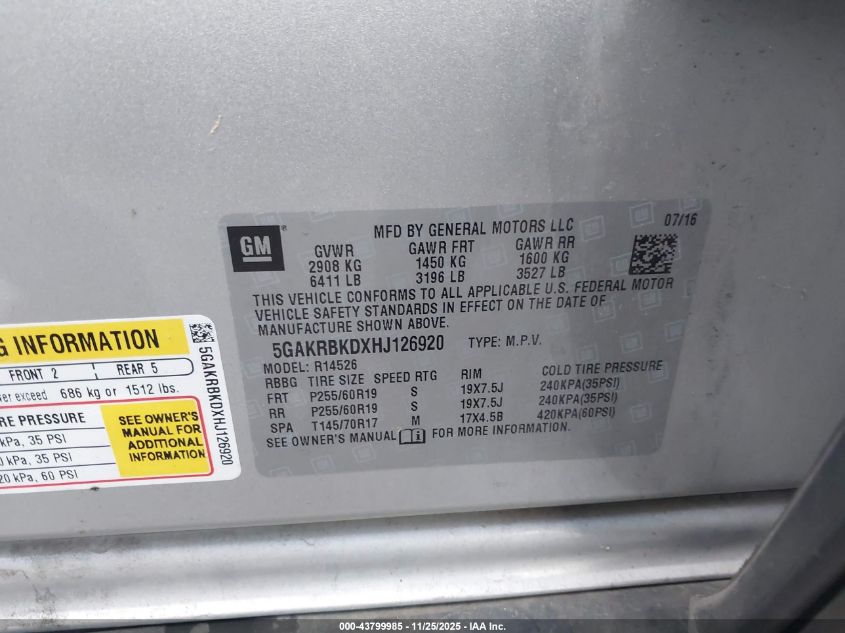 GM
MFD BY GENERAL MOTORS LLC
07/16
GVWR GAWR FRT GAWR RR
2908 KG 1450 KG 1600 KG
6411 LB 3196 LB 3527 LB
THIS VEHICLE CONFORMS TO ALL APPLICABLE U.S. FEDERAL MOTOR
VEHICLE SAFETY STANDARDS IN EFFECT ON THE DATE OF
MANUFACTURE SHOWN ABOVE.
5GAKRBKDXHJ126920 TYPE: M.P.V.
MODEL: R14526
RBBG TIRE SIZE SPEED RTG RIM COLD TIRE PRESSURE
FRT P255/60R19 S 19X7.5J 240KPA(35PSI)
RR P255/60R19 S 19X7.5J 240KPA(35PSI)
SPA T145/70R17 M 17X4.5B 420KPA(60PSI)
SEE OWNER'S MANUAL FOR MORE INFORMATION.
G INFORMATION
FRONT 2 REAR 5
ver exceed 686 kg or 1512 lbs.
RE PRESSURE
kPa, 35 PSI
0 kPa, 35 PSI
20 kPa, 60 PSI
SEE OWNER'S
MANUAL FOR
ADDITIONAL
INFORMATION
5GAKRBKDXHJ126920
000-43799985 - 11/25/2025 - IAA Inc.